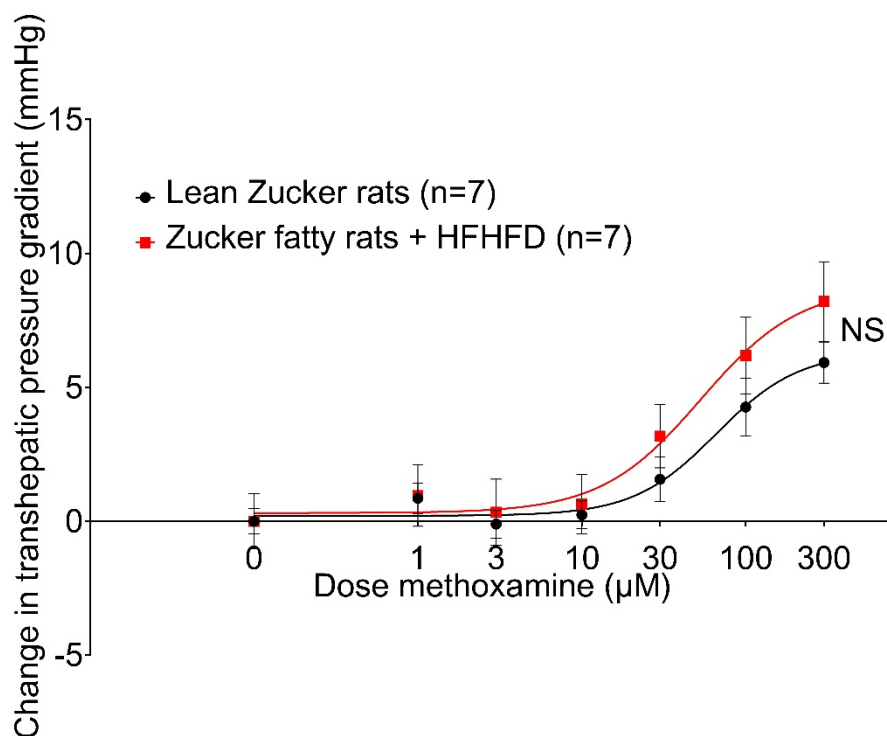 Change in transhepatic pressure gradient (mmHg)
15
10
5
0
-5
Lean Zucker rats (n=7)
Zucker fatty rats + HFHFD (n=7)
NS
0 1 3 10 30 100 300
Dose methoxamine (µM)